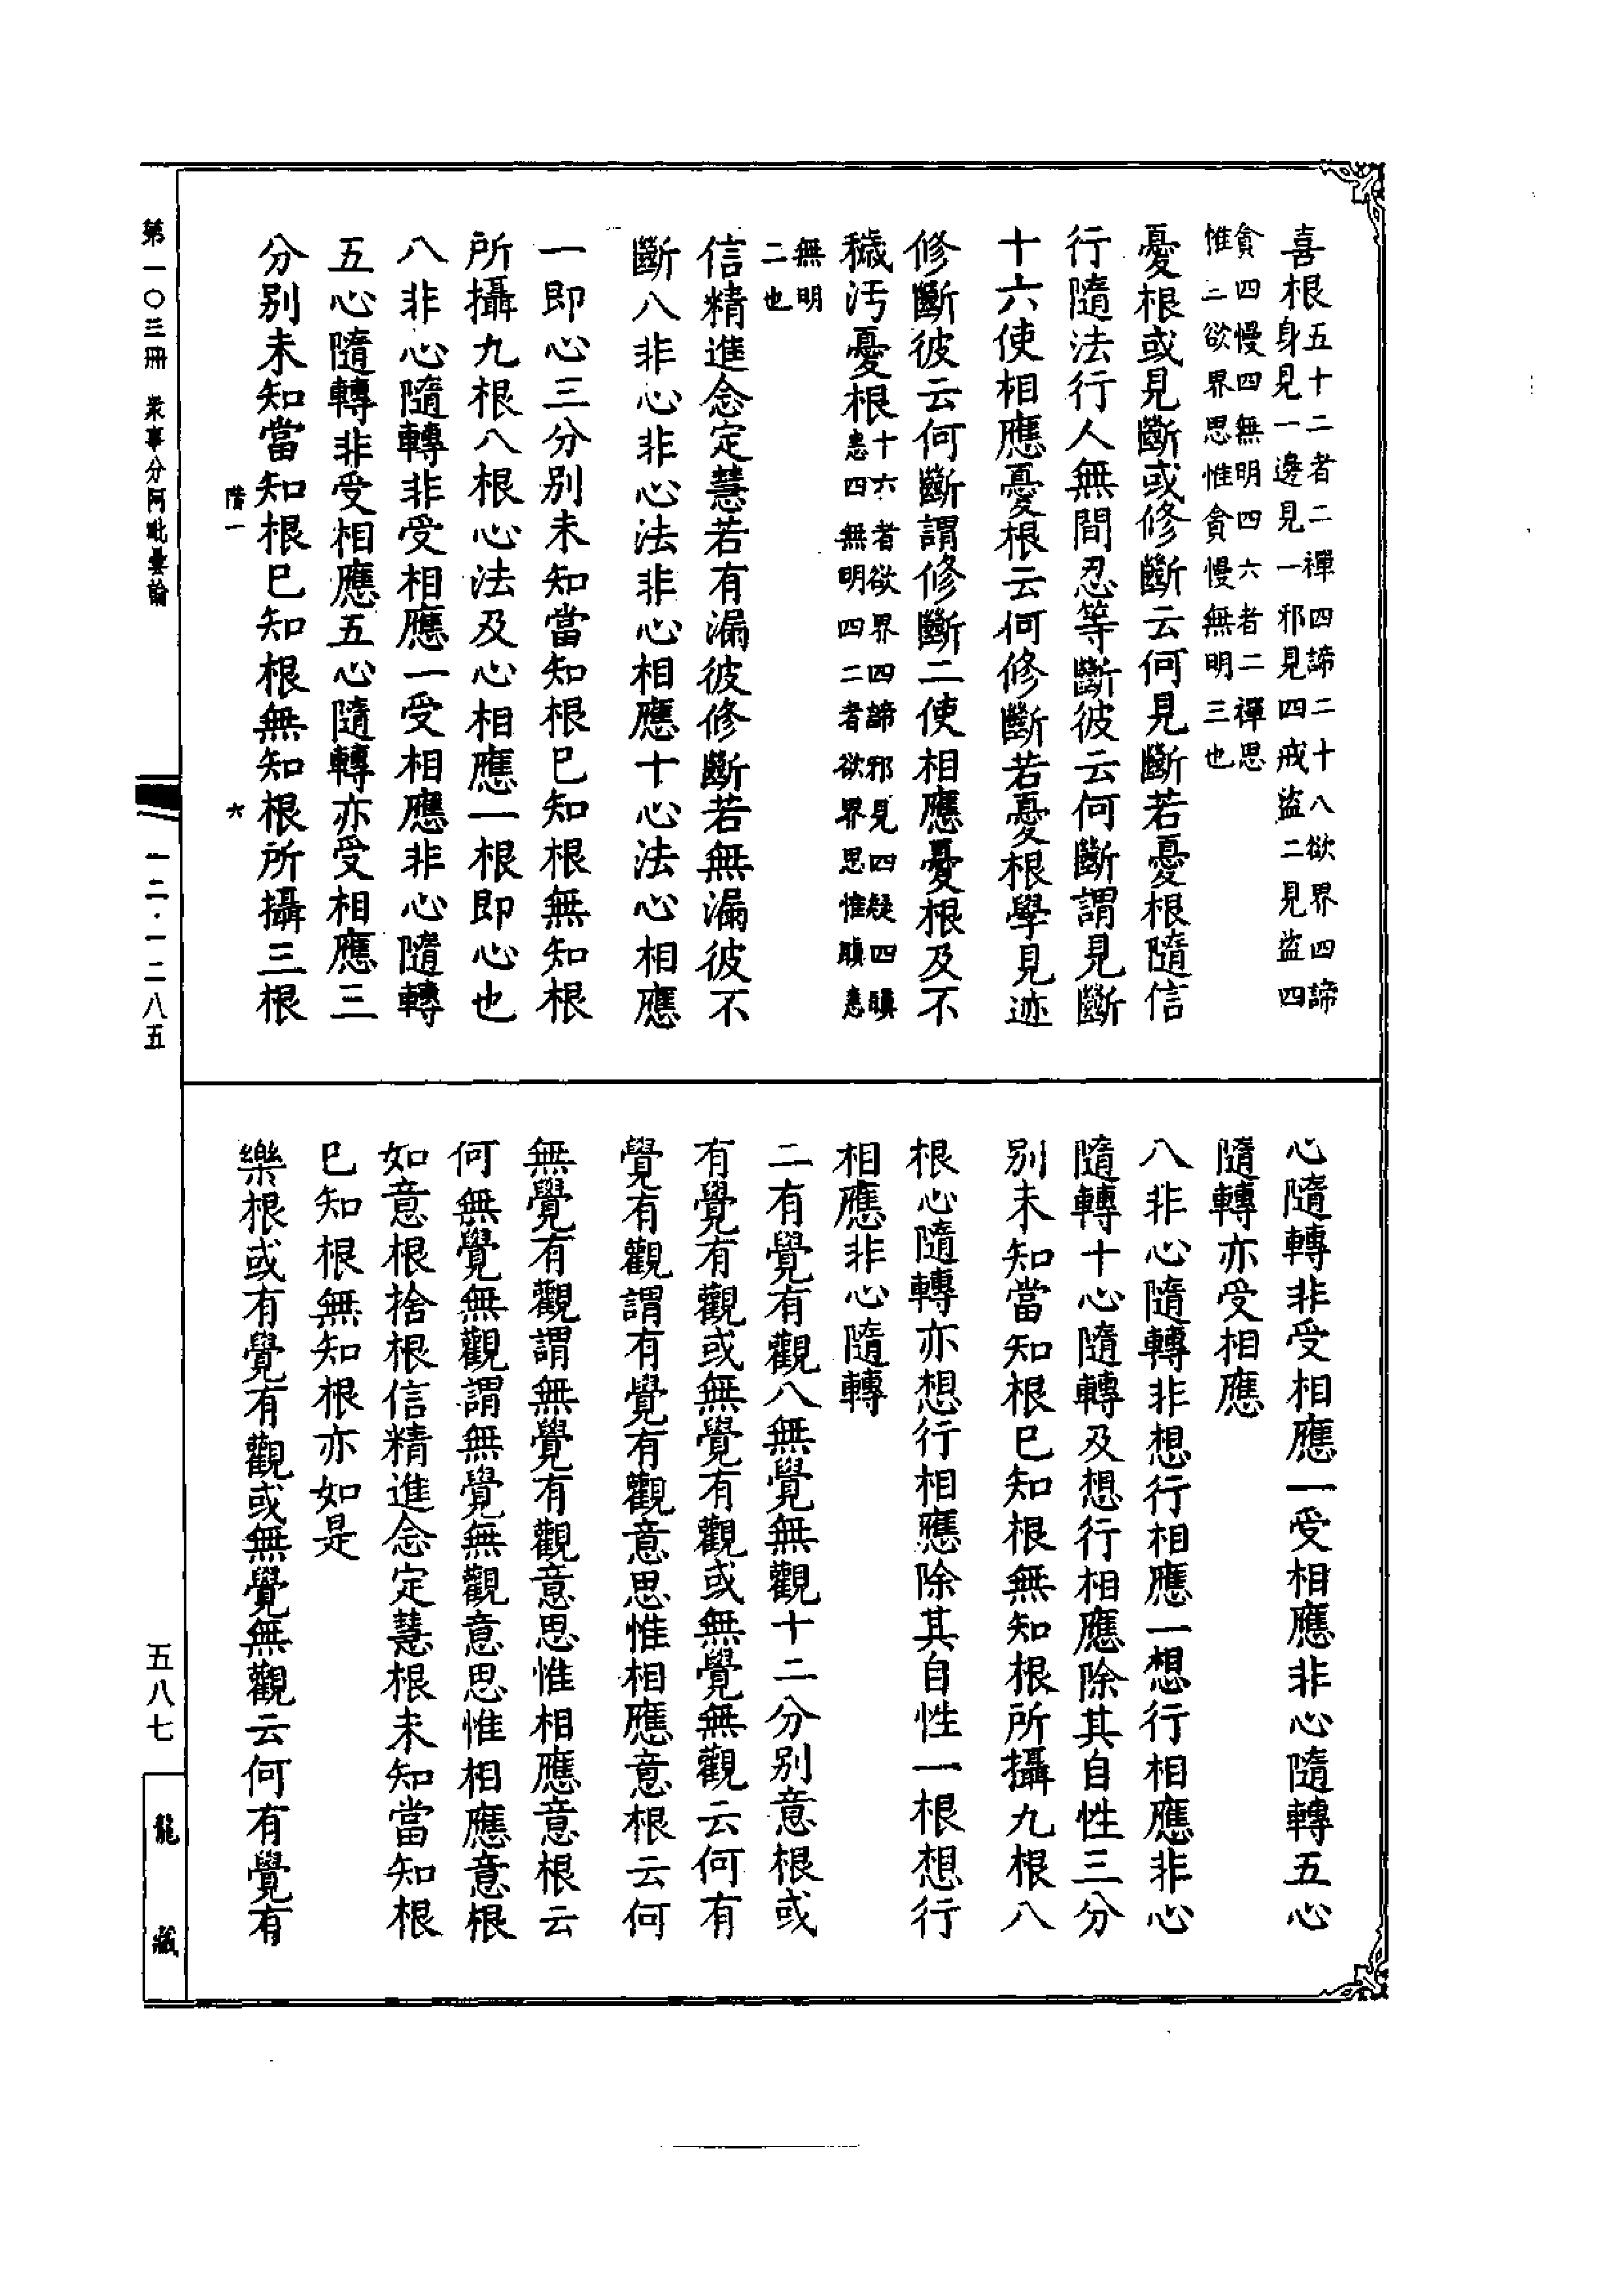 喜根五十二者二禪四諦二十八欲界四諦
身見一邊見一邪見四戒盜二見盜四
貪四慢四無明四六者二禪思
惟三欲界思惟貪慢無明三也
憂根或見斷或修斷云何見斷若憂根隨信
行隨法行人無間忍等斷彼云何斷謂見斷
十六使相應憂根云何修斷若憂根學見迹
修斷彼云何斷謂修斷二使相應憂根及不
穢汚憂根十六者欲界四諦邪見四疑四瞋
恚四無明四二者欲界思惟瞋恚
無明
二也
信精進念定慧若有漏彼修斷若無漏彼不
斷八非心非心法非心相應十心法心相應
一即心三分別未知當知根已知根無知根
所攝九根八根心法及心相應一根即心也
八非心隨轉非受相應一受相應非心隨轉
五心隨轉非受相應五心隨轉亦受相應三
分別未知當知根已知根無知根所攝三根
心隨轉非受相應一受相應非心隨轉五心
隨轉亦受相應
八非心隨轉非想行相應一想行相應非心
隨轉十心隨轉及想行相應除其自性三分
別未知當知根已知根無知根所攝九根八
根心隨轉亦想行相應除其自性一根想行
相應非心隨轉
二有覺有觀八無覺無觀十二分別意根或
有覺有觀或無覺有觀或無覺無觀云何有
覺有觀謂有覺有觀意思惟相應意根云何
無覺有觀謂無覺有觀意思惟相應意根云
何無覺無觀謂無覺無觀意思惟相應意根
如意根捨根信精進念定慧根未知當知根
已知根無知根亦如是
樂根或有覺有觀或無覺無觀云何有覺有
第一〇三冊 衆事分阿毗曇論
一二·一二八五
五八七
龍藏
六